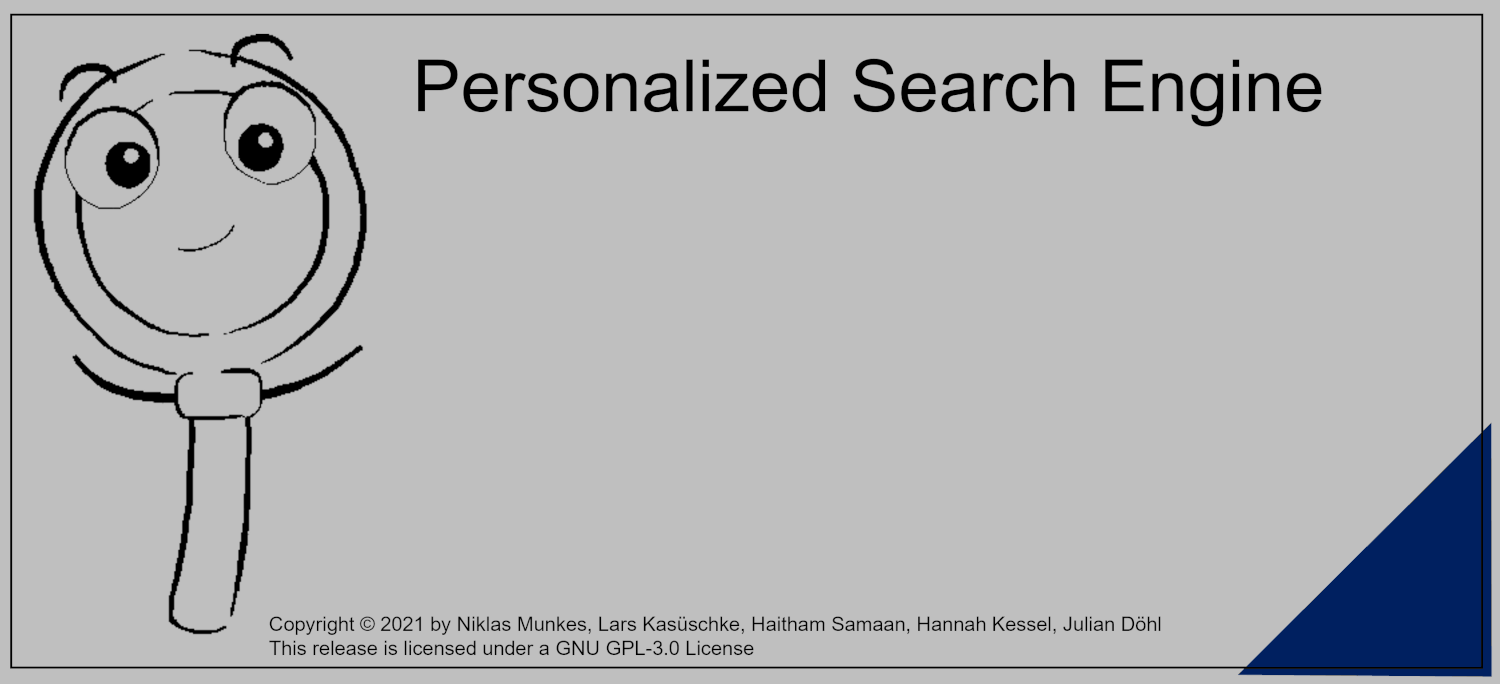 Personalized Search Engine
Copyright © 2021 by Niklas Munkes, Lars Kasüschke, Haitham Samaan, Hannah Kessel, Julian Döhl
This release is licensed under a GNU GPL-3.0 License